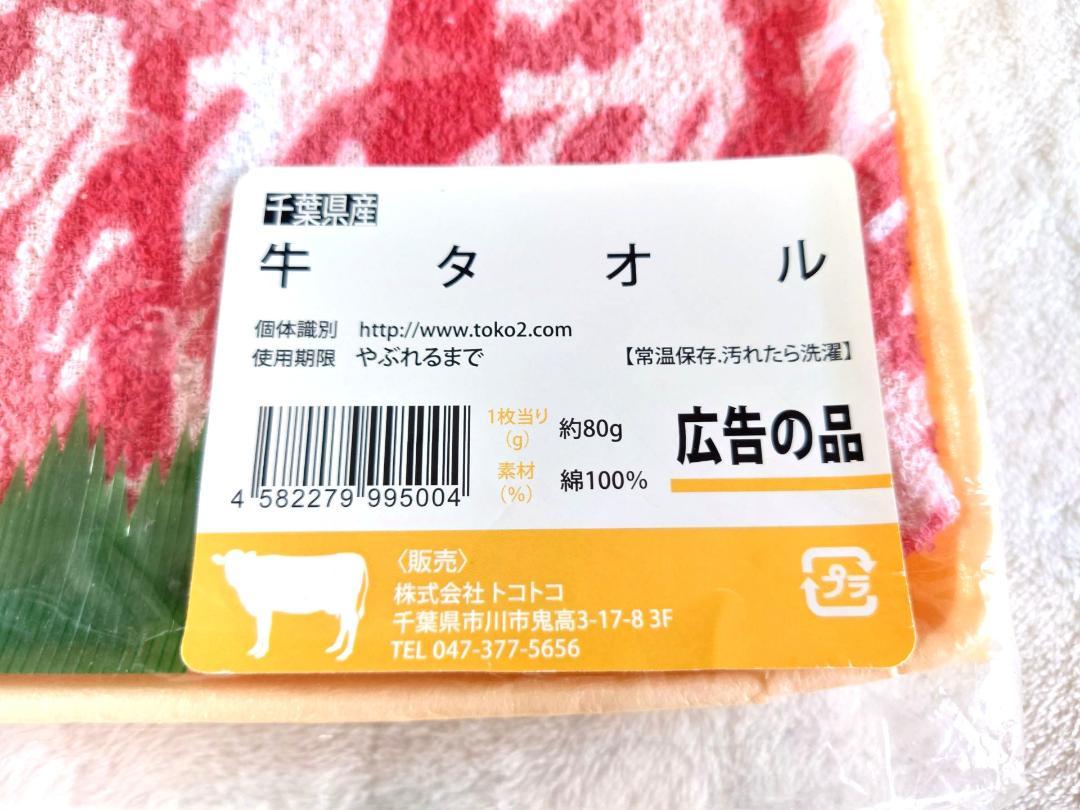 千葉県産
牛タオル
個体識別 http://www.toko2.com
使用期限 やぶれるまで 【常温保存.汚れたら洗濯】
1枚当り(g) 約80g
素材(%) 綿100%
広告の品
4 582279 995004
〈販売〉
株式会社トコトコ
千葉県市川市鬼高3-17-8 3F
TEL 047-377-5656
プラ